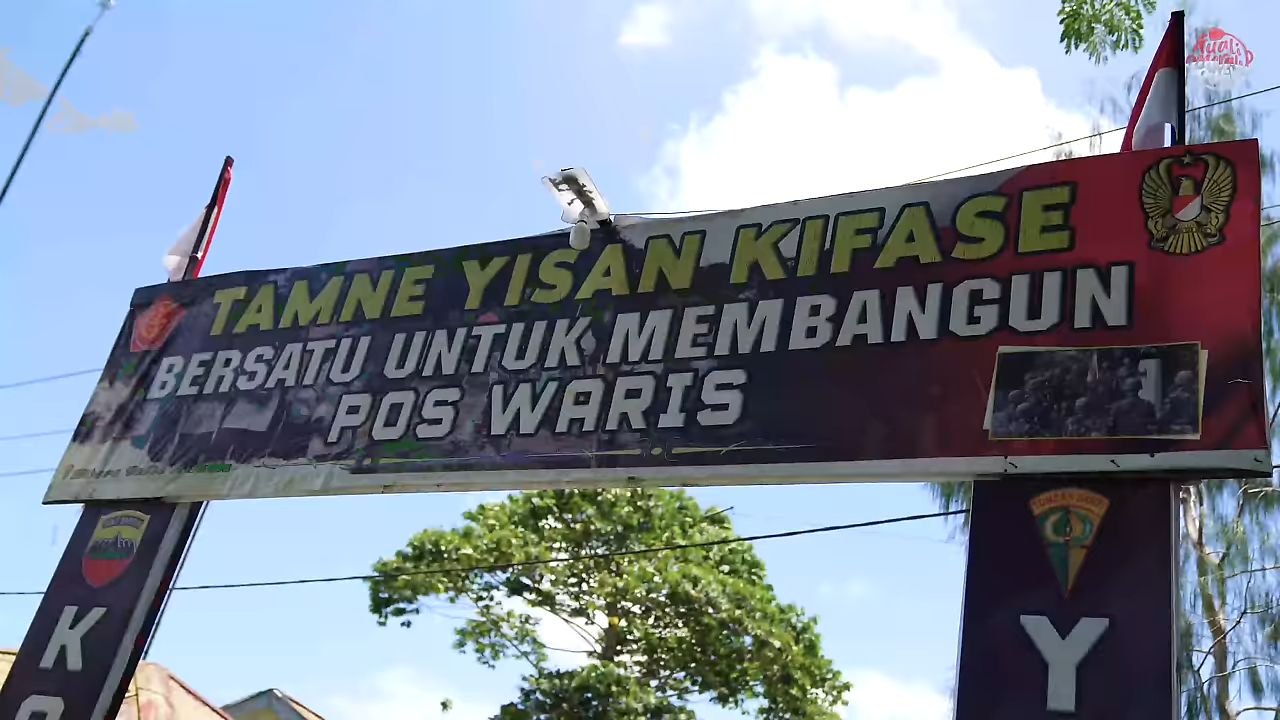 TAMNE YISAN KIFASE
BERSATU UNTUK MEMBANGUN
POS WARIS
K
O
Y